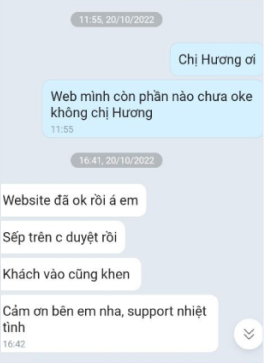 11:55, 20/10/2022
Chị Hương ơi
Web mình còn phần nào chưa oke
không chị Hương
11:55
16:41, 20/10/2022
Website đã ok rồi á em
Sếp trên c duyệt rồi
Khách vào cũng khen
Cảm ơn bên em nha, support nhiệt
tình
16:42